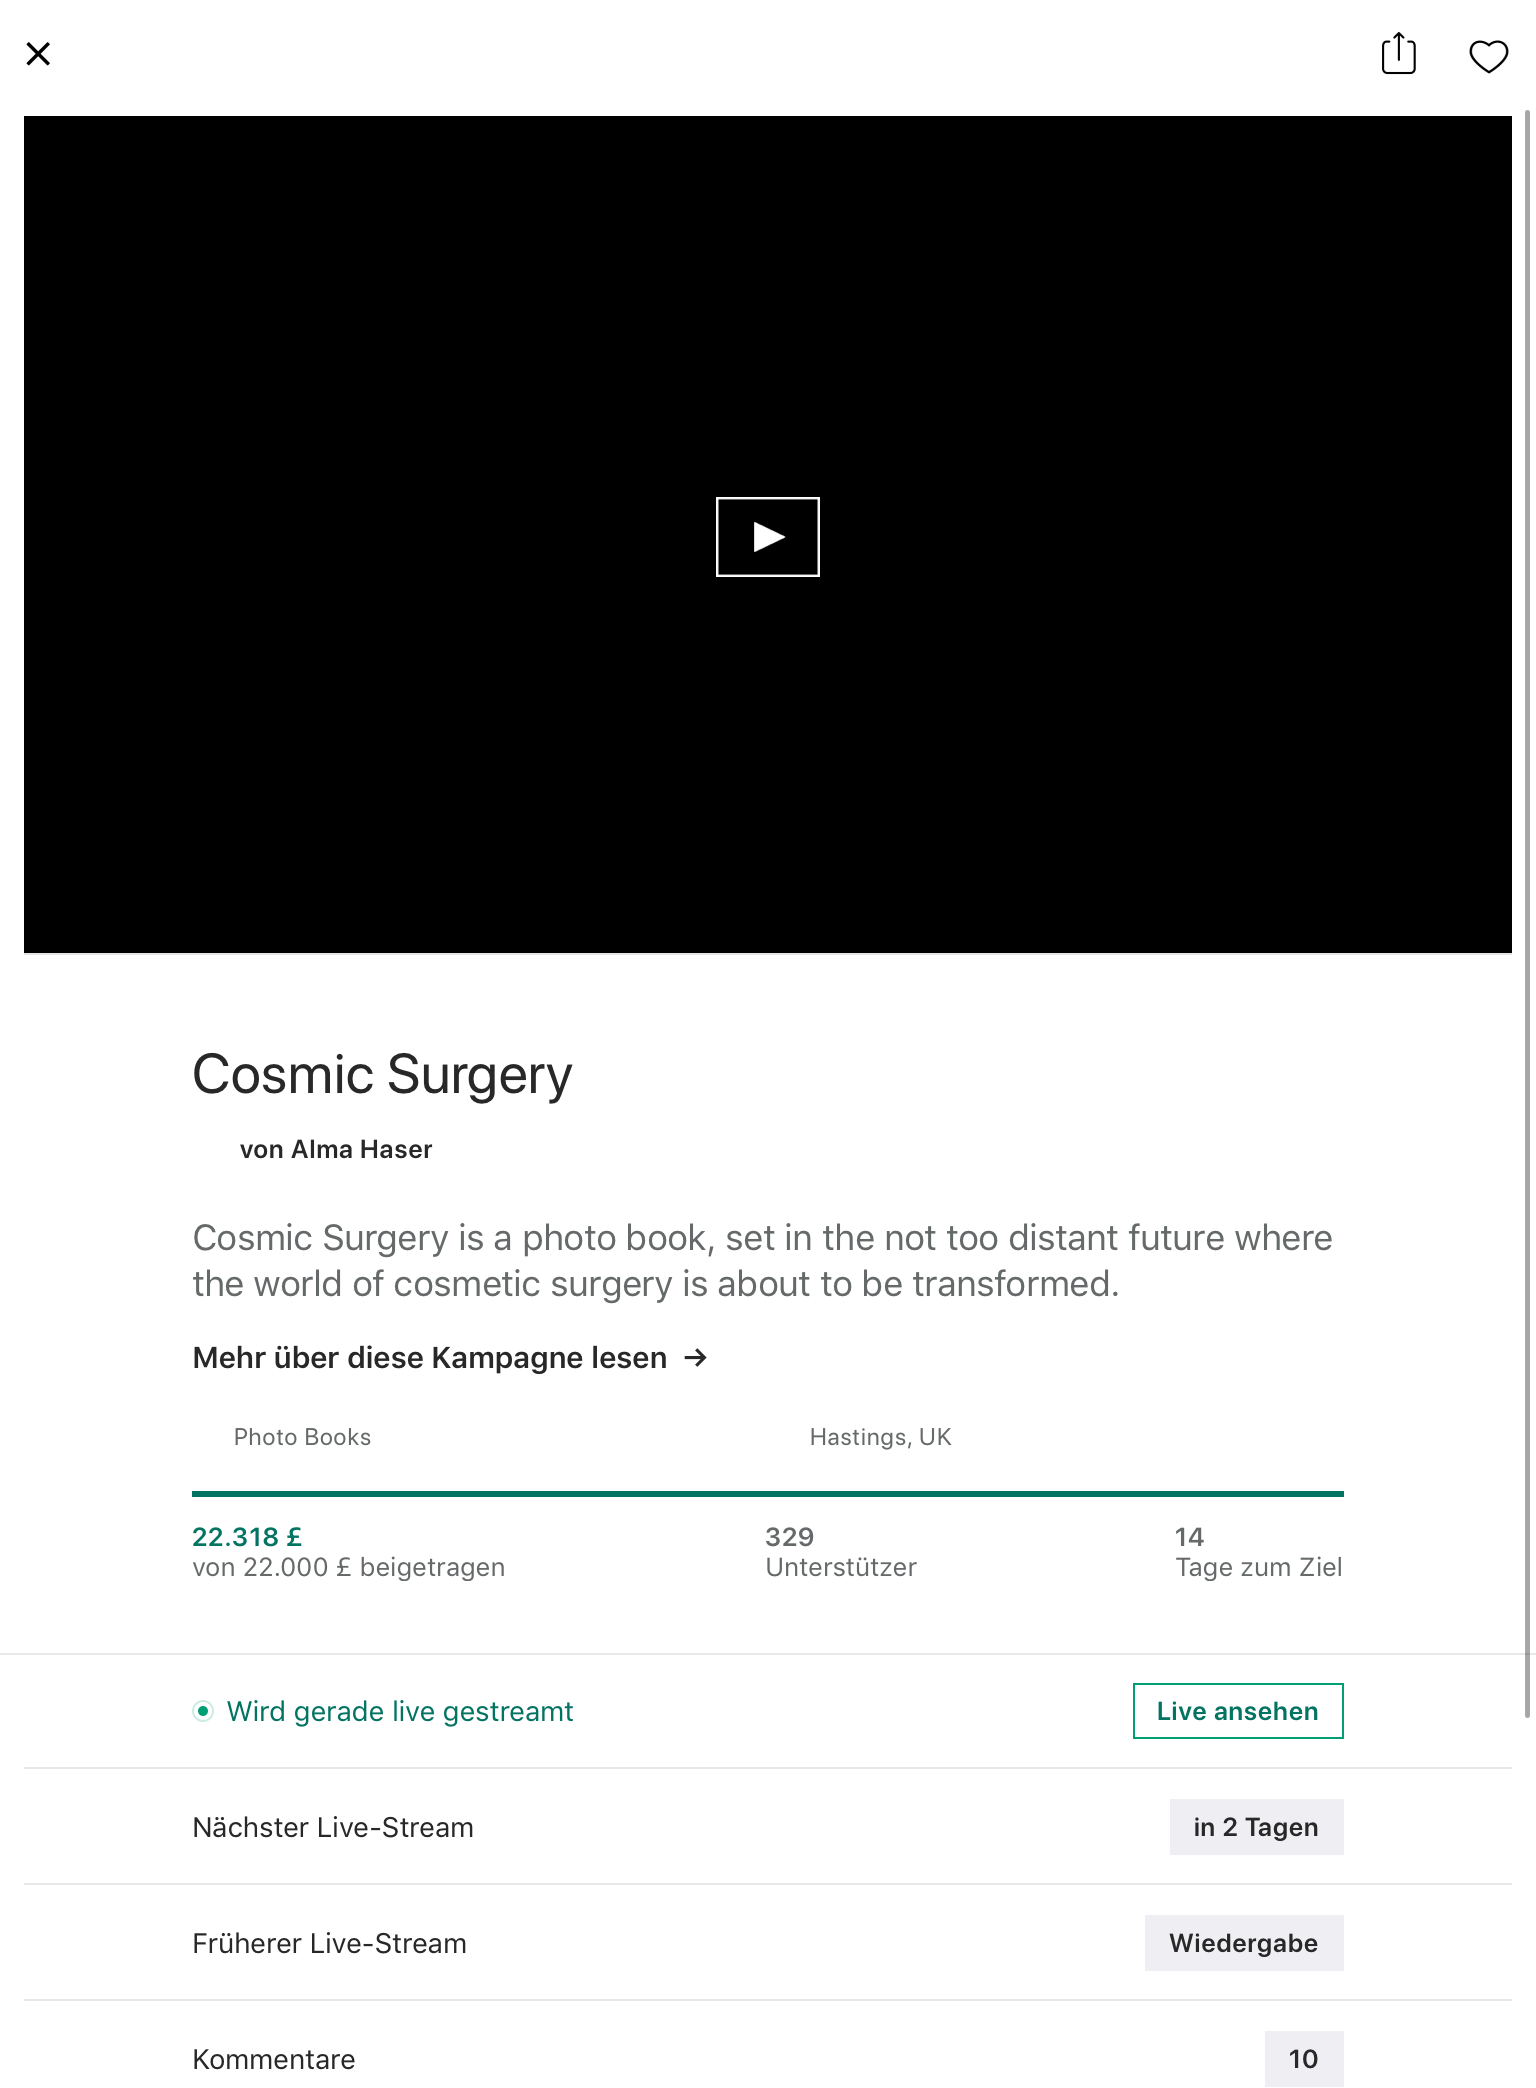 Cosmic Surgery
von Alma Haser
Cosmic Surgery is a photo book, set in the not too distant future where
the world of cosmetic surgery is about to be transformed.
Mehr über diese Kampagne lesen →
Photo Books
Hastings, UK
22.318 £
von 22.000 £ beigetragen
329
Unterstützer
14
Tage zum Ziel
Wird gerade live gestreamt
Live ansehen
Nächster Live-Stream
in 2 Tagen
Früherer Live-Stream
Wiedergabe
Kommentare
10